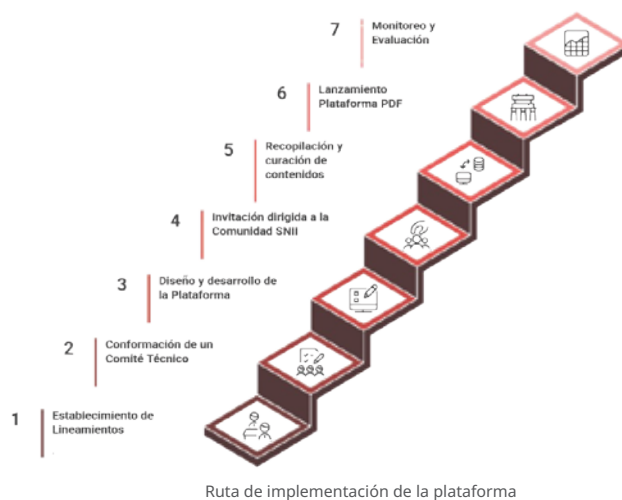 7
Monitoreo y
Evaluación
6
Lanzamiento
Plataforma PDF
5
Recopilación y
curación de
contenidos
4
Invitación dirigida a la
Comunidad SNII
3
Diseño y desarrollo de
la Plataforma
2
Conformación de un
Comité Técnico
1
Establecimiento de
Lineamientos
Ruta de implementación de la plataforma